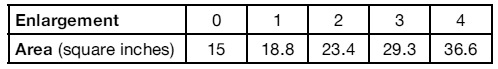 Enlargement 0 1 2 3 4
Area (square inches) 15 18.8 23.4 29.3 36.6